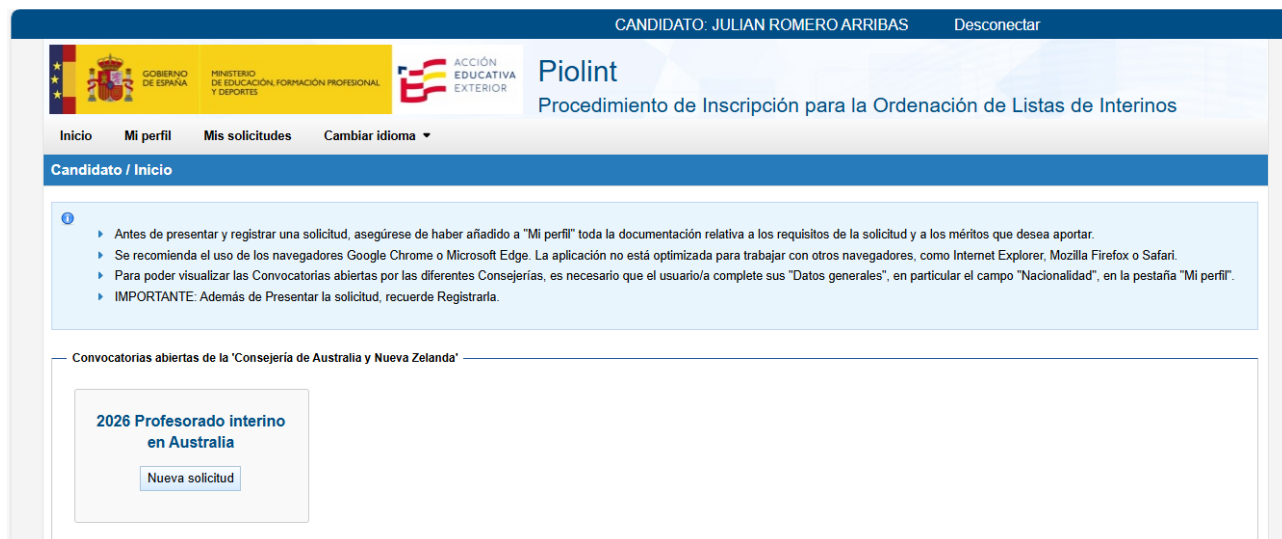 CANDIDATO: JULIAN ROMERO ARRIBAS Desconectar
GOBIERNO
DE ESPAÑA
MINISTERIO
DE EDUCACIÓN, FORMACIÓN PROFESIONAL
Y DEPORTES
ACCIÓN
EDUCATIVA
EXTERIOR
Piolint
Procedimiento de Inscripción para la Ordenación de Listas de Interinos
Inicio Mi perfil Mis solicitudes Cambiar idioma
Candidato / Inicio
Antes de presentar y registrar una solicitud, asegúrese de haber añadido a "Mi perfil" toda la documentación relativa a los requisitos de la solicitud y a los méritos que desea aportar.
Se recomienda el uso de los navegadores Google Chrome o Microsoft Edge. La aplicación no está optimizada para trabajar con otros navegadores, como Internet Explorer, Mozilla Firefox o Safari.
Para poder visualizar las Convocatorias abiertas por las diferentes Consejerías, es necesario que el usuario/a complete sus "Datos generales", en particular el campo "Nacionalidad", en la pestaña "Mi perfil".
IMPORTANTE: Además de Presentar la solicitud, recuerde Registrarla.
Convocatorias abiertas de la 'Consejería de Australia y Nueva Zelanda'
2026 Profesorado interino
en Australia
Nueva solicitud